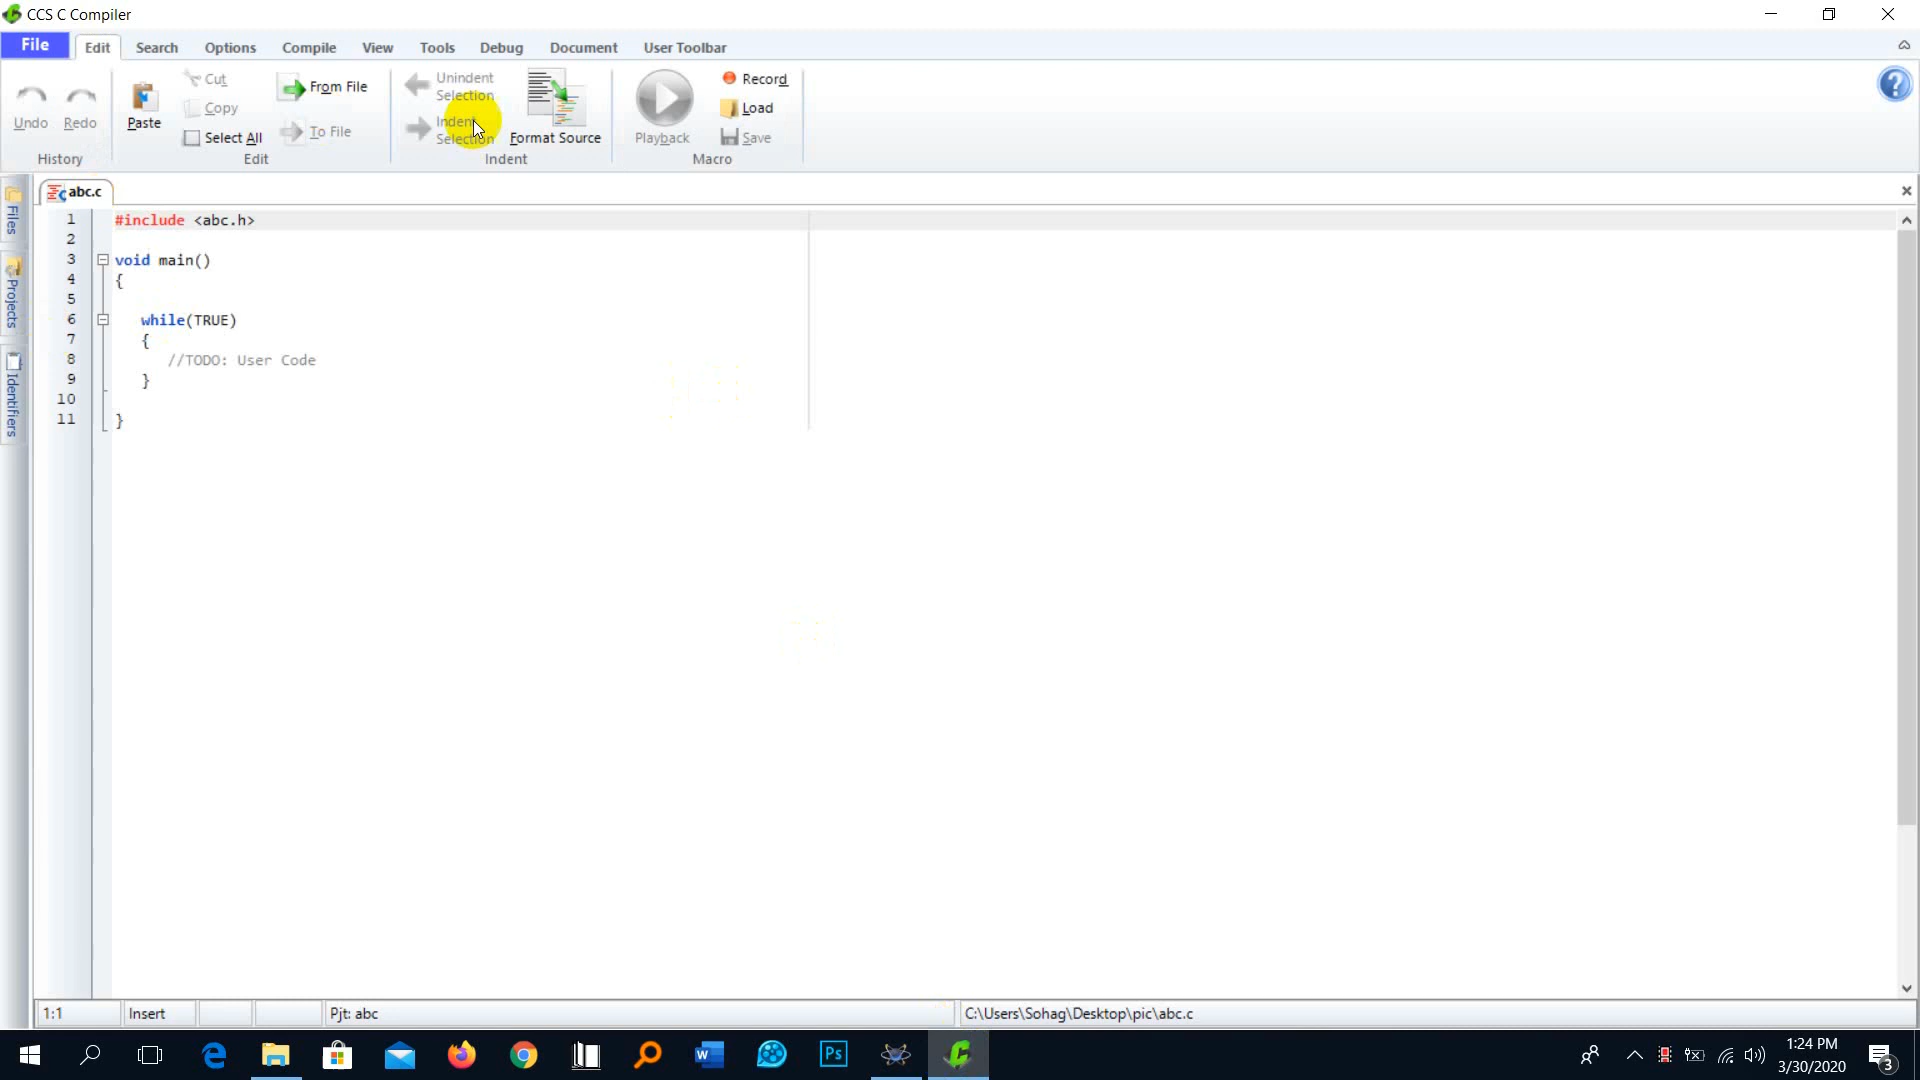 CCS C Compiler
File Edit Search Options Compile View Tools Debug Document User Toolbar
Undo Redo
Paste
Cut
Copy
Select All
From File
To File
Unindent
Selection
Indent
Selection
Format Source
Playback
Record
Load
Save
History Edit Indent Macro
Files
Projects
Identifiers
abc.c
1 #include <abc.h>
2
3 void main()
4 {
5
6 while(TRUE)
7 {
8 //TODO: User Code
9 }
10
11 }
1:1 Insert Pjt: abc C:\Users\Sohag\Desktop\pic\abc.c
Ps
1:24 PM
3/30/2020
3